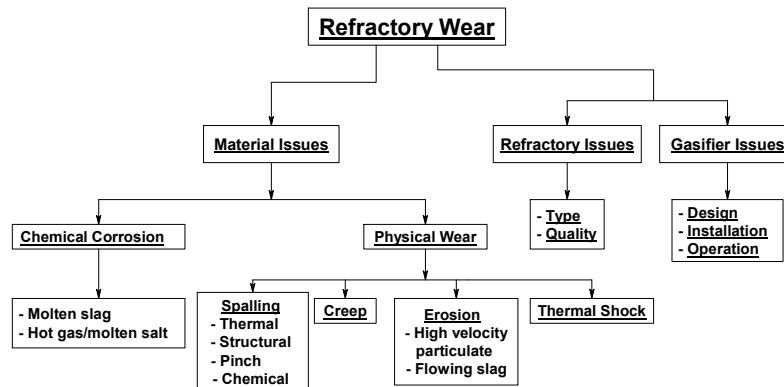 Refractory Wear
Material Issues
Refractory Issues
Gasifier Issues
- Type
- Quality
- Design
- Installation
- Operation
Chemical Corrosion
Physical Wear
- Molten slag
- Hot gas/molten salt
Spalling
- Thermal
- Structural
- Pinch
- Chemical
Creep
Erosion
- High velocity
particulate
- Flowing slag
Thermal Shock